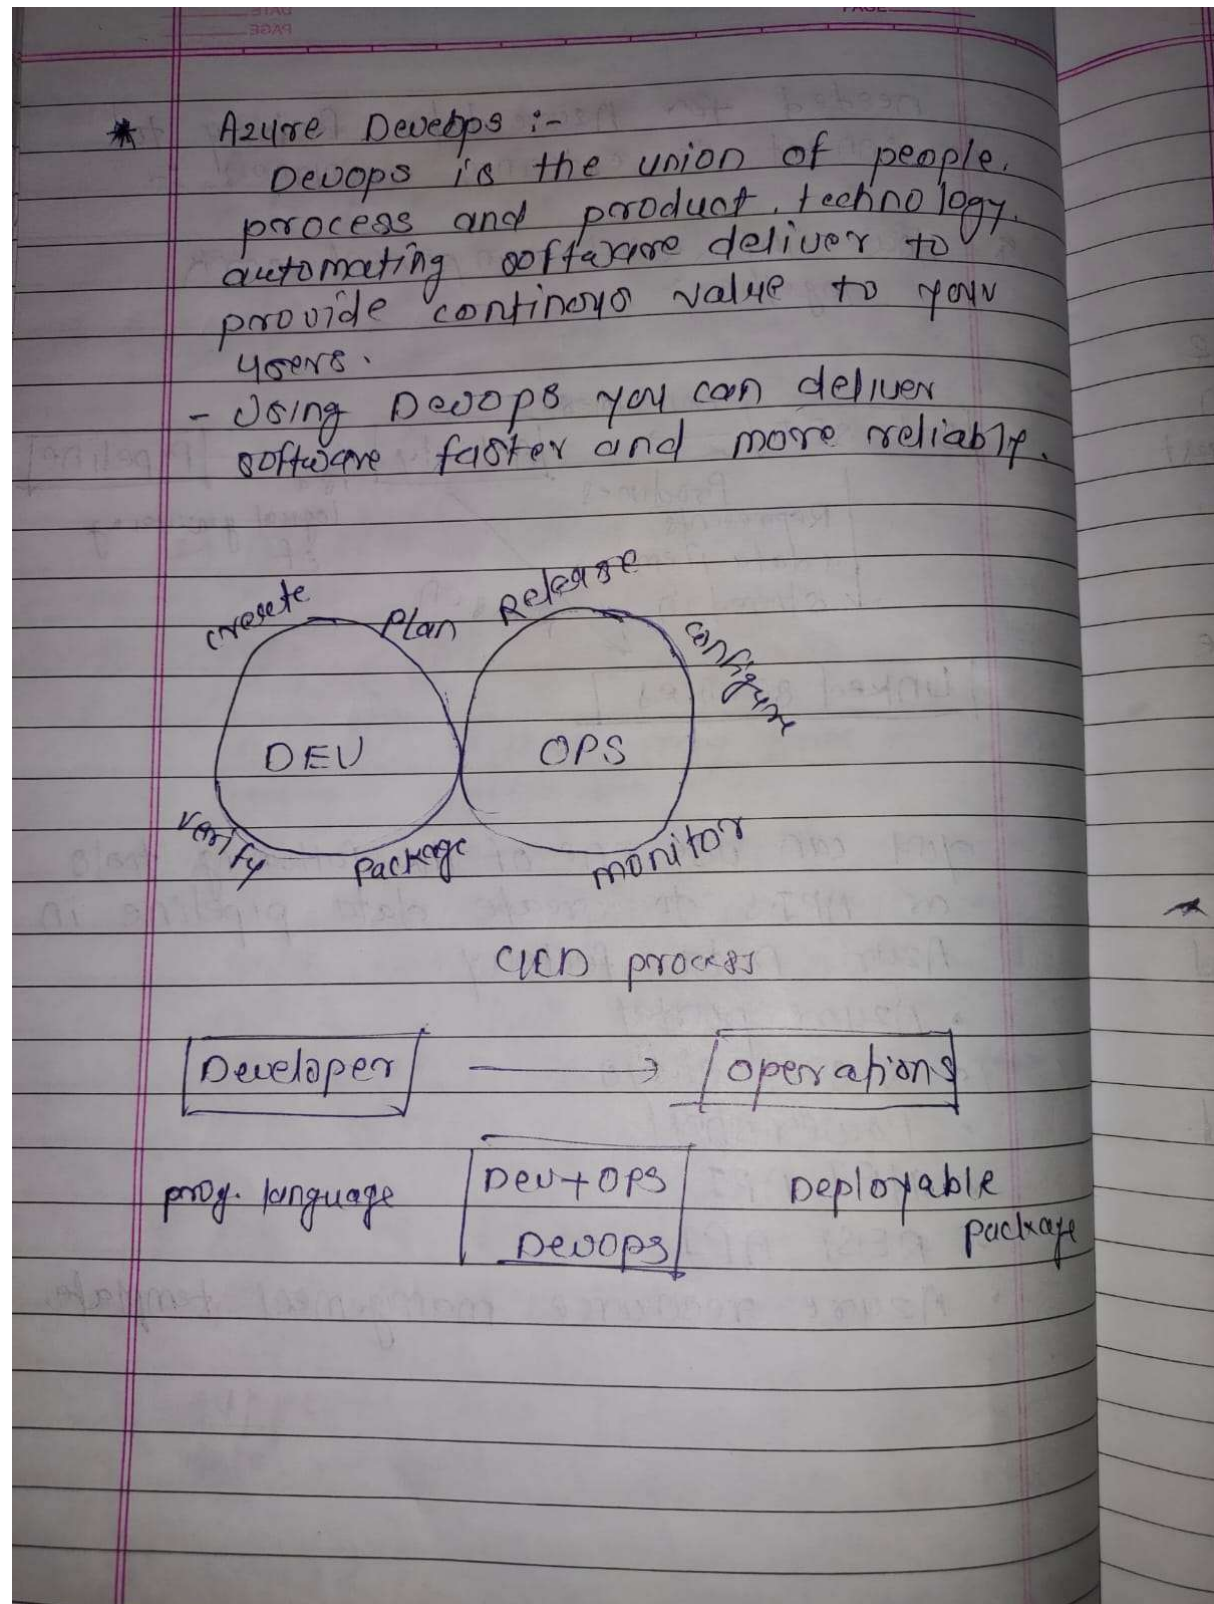 * Azure Devops :-
Devops is the union of people.
process and product. technology.
automating software deliver to
provide continous value to your
users.
- Using Devops you can deliver
software faster and more reliably.
create Plan Release configure
DEV OPS
verify Package monitor
CICD process
Developer → Operations
prog. language Dev+OPS Deployable
Devops package